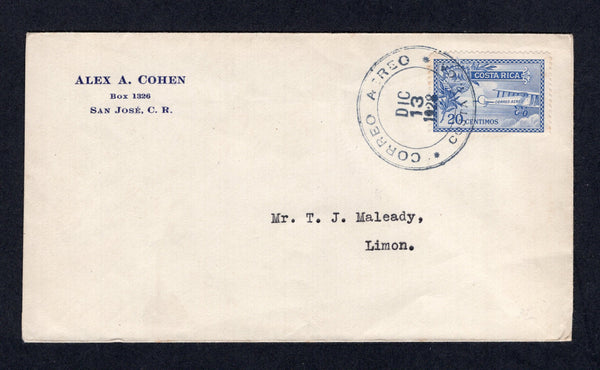 ALEX A. COHEN
BOX 1326
SAN JOSÉ, C. R.
CORREO AEREO
DIC
13
1928
COSTA RICA
CORREO AEREO
20 CENTIMOS
Mr. T. J. Maleady,
Limon.